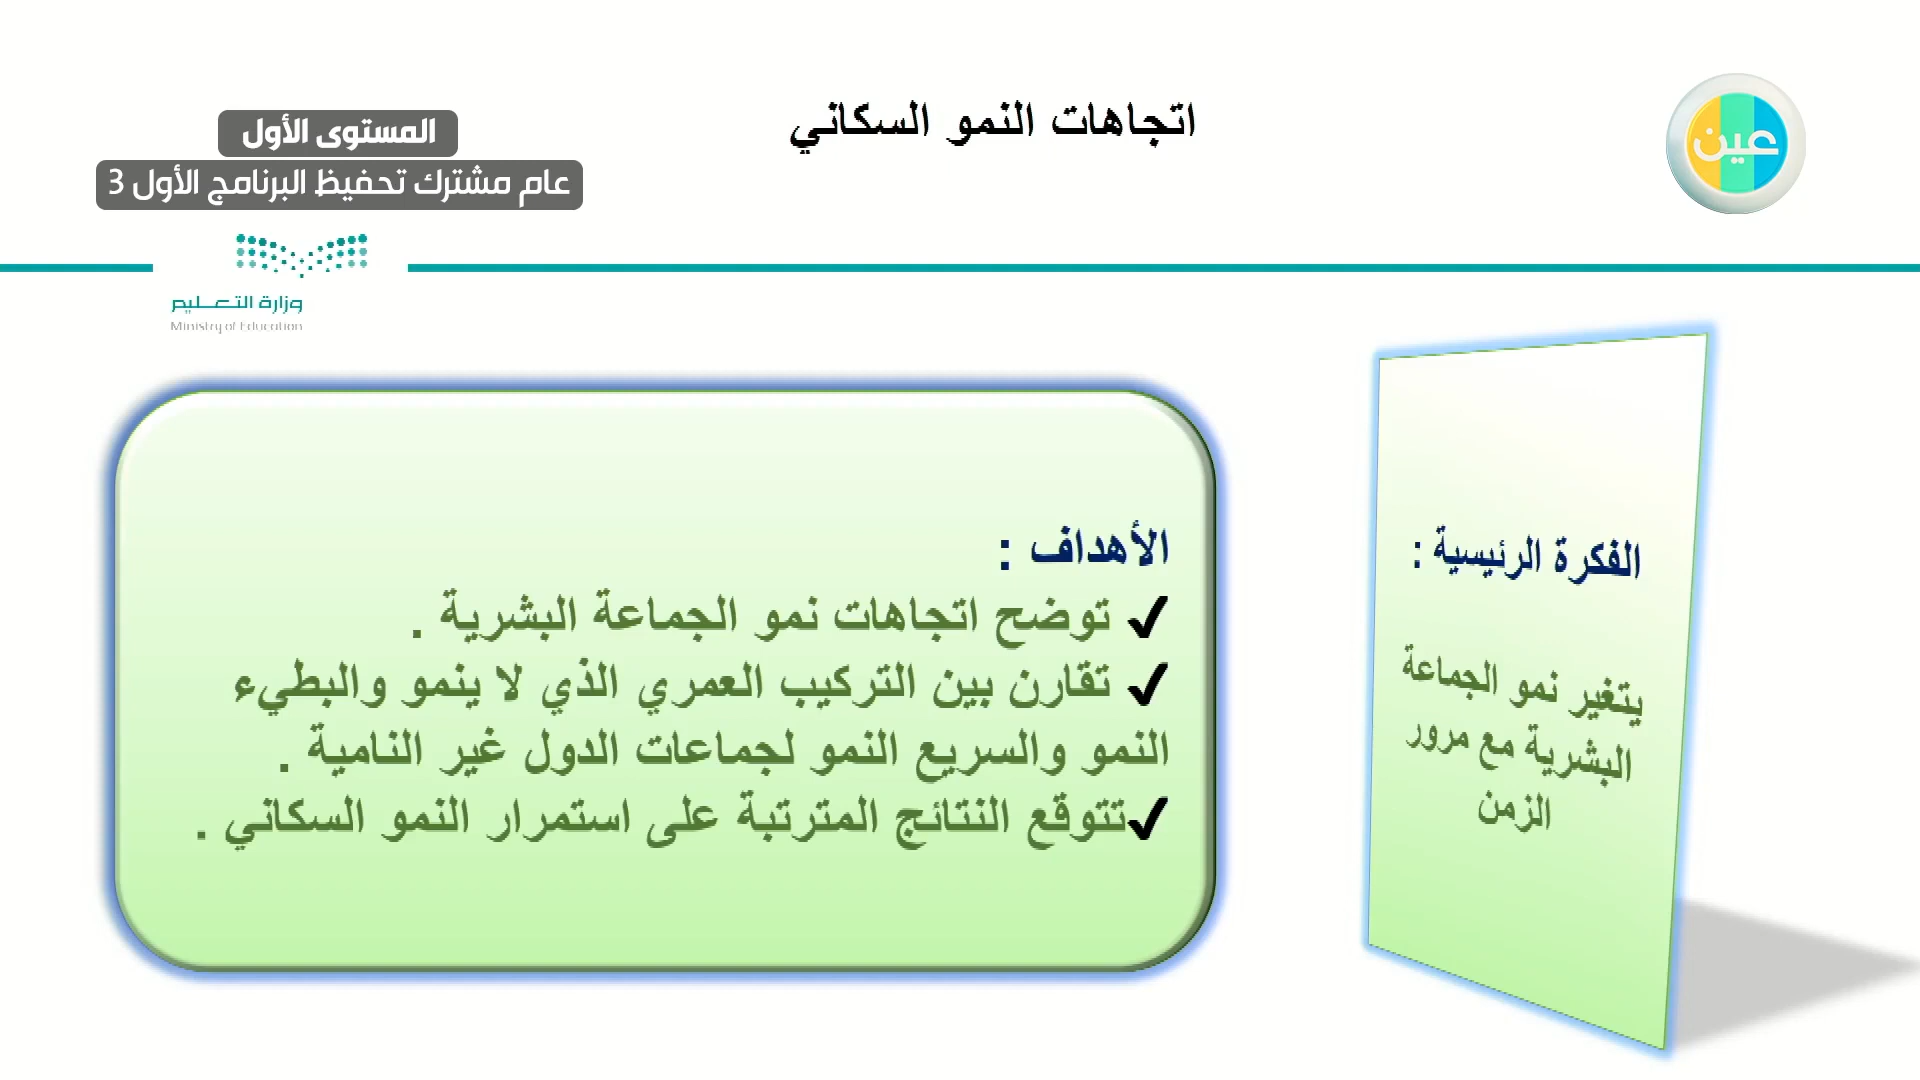 اتجاهات النمو السكاني
عين
المستوى الأول
عام مشترك تحفيظ البرنامج الأول 3
وزارة التعليم
Ministry of Education
الفكرة الرئيسية :
يتغير نمو الجماعة
البشرية مع مرور
الزمن
الأهداف :
✓ توضح اتجاهات نمو الجماعة البشرية .
✓ تقارن بين التركيب العمري الذي لا ينمو والبطيء
النمو والسريع النمو لجماعات الدول غير النامية .
✓تتوقع النتائج المترتبة على استمرار النمو السكاني .